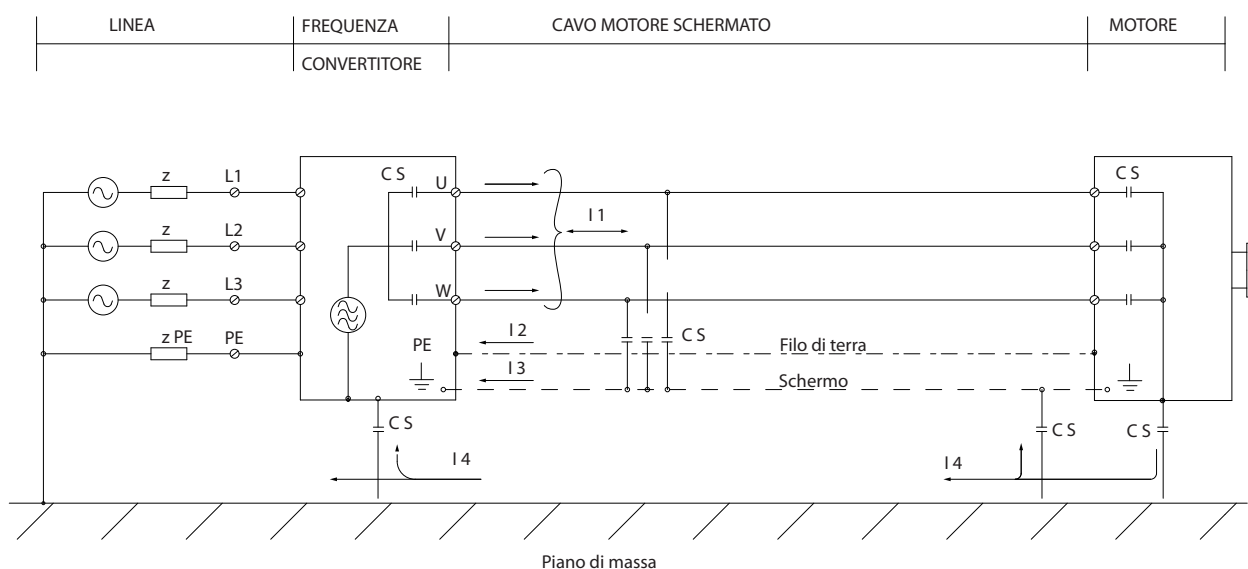 LINEA
FREQUENZA
CONVERTITORE
CAVO MOTORE SCHERMATO
MOTORE
z
L1
C S
U
C S
z
L2
V
I 1
z
L3
W
z PE
PE
PE
I 2
C S
Filo di terra
I 3
Schermo
C S
I 4
C S
C S
I 4
Piano di massa